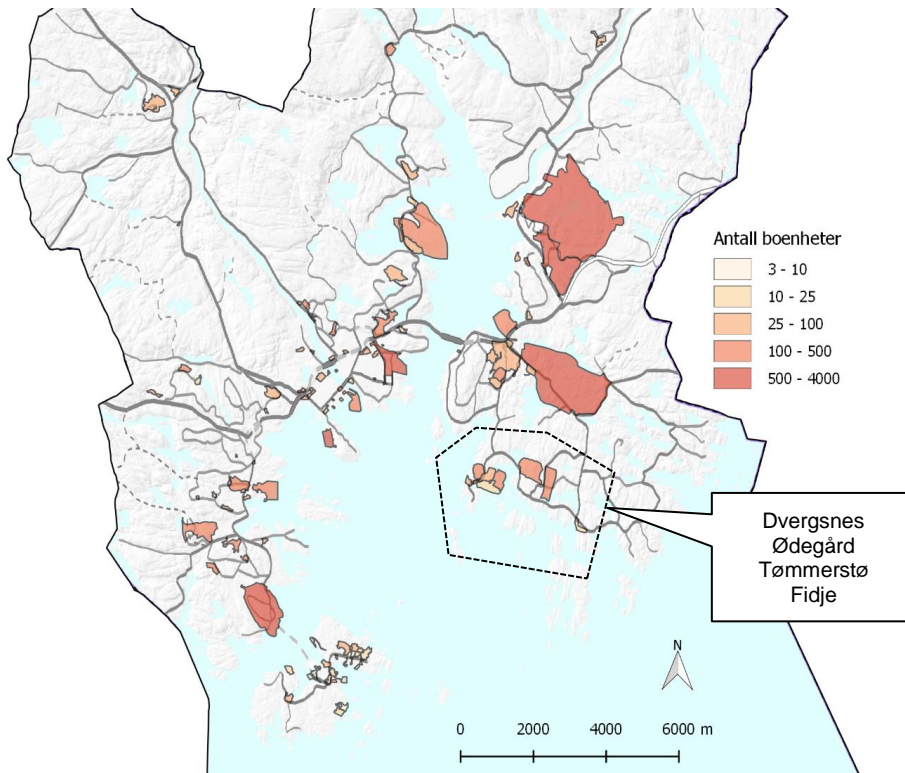 Antall boenheter
3 - 10
10 - 25
25 - 100
100 - 500
500 - 4000
Dvergsnes
Ødegård
Tømmerstø
Fidje
N
0 2000 4000 6000 m